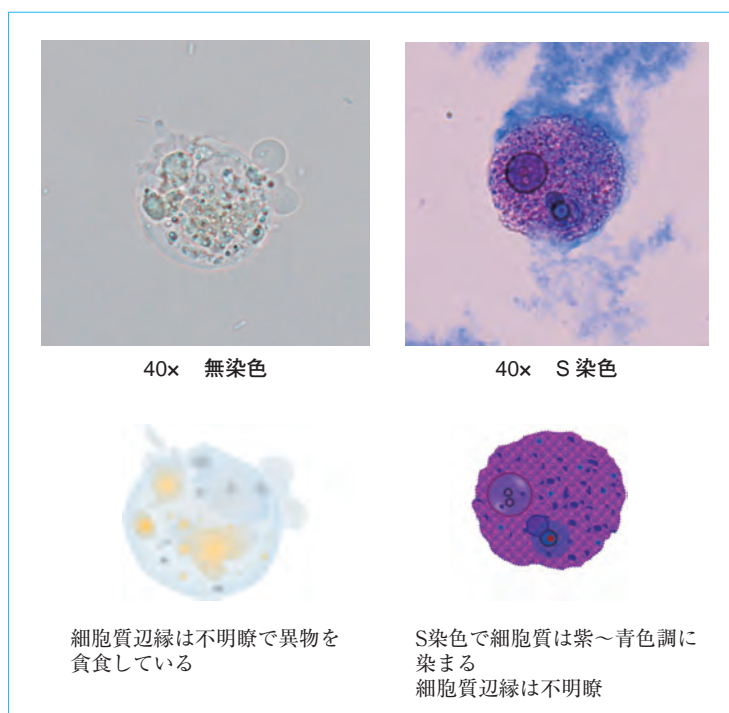 40× 無染色
40× S 染色
細胞質辺縁は不明瞭で異物を
貪食している
S染色で細胞質は紫～青色調に
染まる
細胞質辺縁は不明瞭